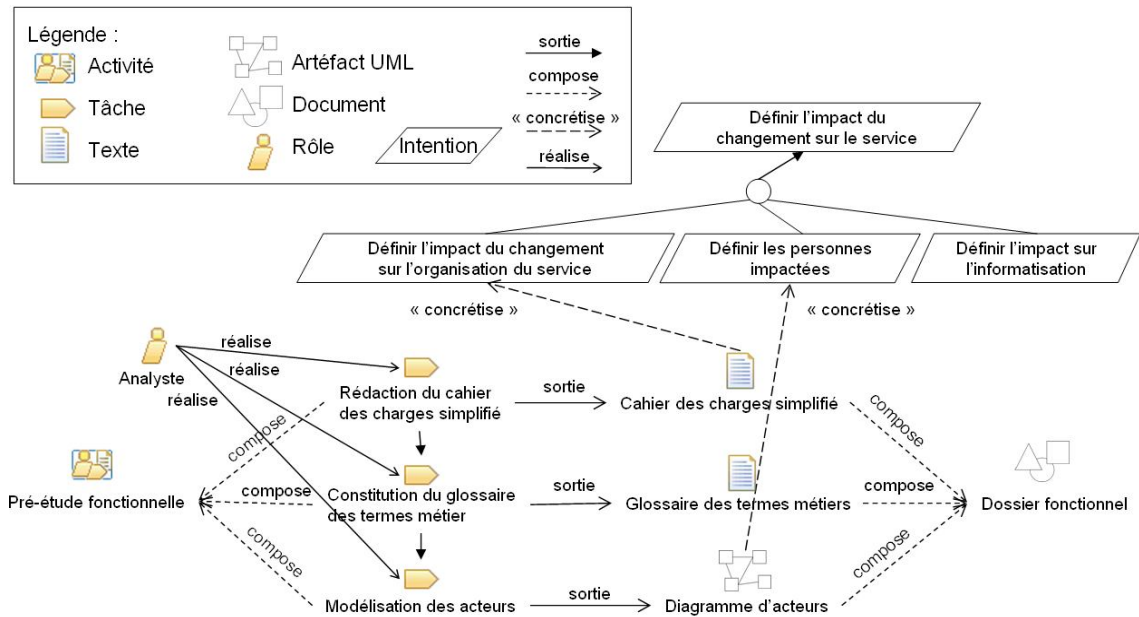 Légende :
Activité
Tâche
Texte
Artéfact UML
Document
Rôle
Intention
sortie
compose
« concrétise »
réalise
Définir l'impact du
changement sur le service
Définir l'impact du changement
sur l'organisation du service
Définir les personnes
impactées
Définir l'impact sur
l'informatisation
« concrétise »
« concrétise »
Analyste
réalise
réalise
réalise
Rédaction du cahier
des charges simplifié
sortie
Cahier des charges simplifié
compose
compose
Pré-étude fonctionnelle
compose
Constitution du glossaire
des termes métier
sortie
Glossaire des termes métiers
compose
Dossier fonctionnel
compose
Modélisation des acteurs
sortie
Diagramme d'acteurs
compose